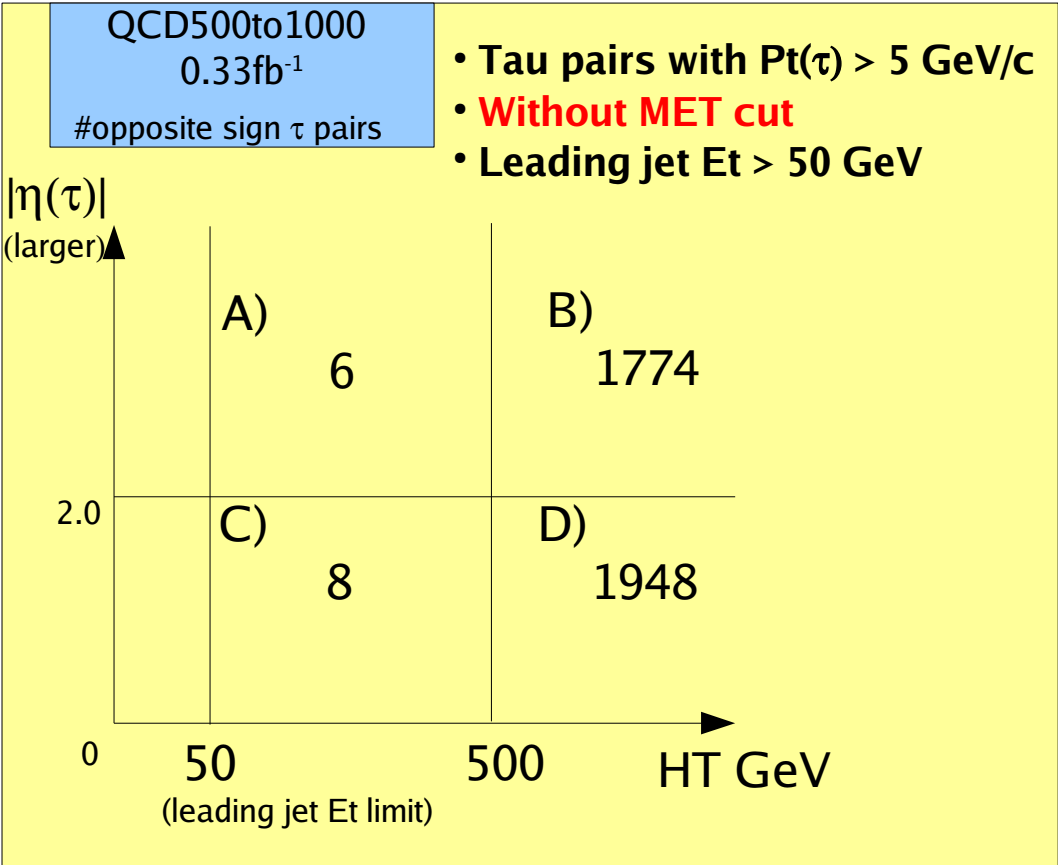 QCD500to1000
0.33fb⁻¹
#opposite sign τ pairs
• Tau pairs with Pt(τ) > 5 GeV/c
• Without MET cut
• Leading jet Et > 50 GeV
|η(τ)|
(larger)
A)
6
B)
1774
2.0
C)
8
D)
1948
0
50
500
HT GeV
(leading jet Et limit)